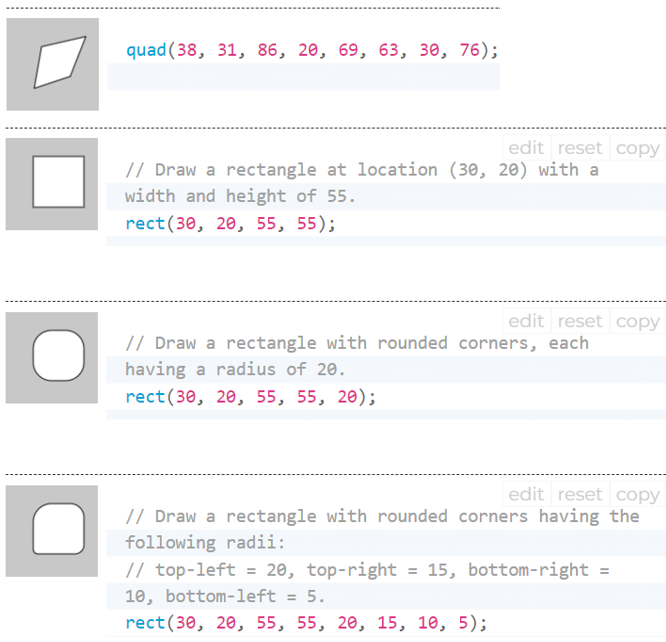 quad(38, 31, 86, 20, 69, 63, 30, 76);
edit reset copy
// Draw a rectangle at location (30, 20) with a
width and height of 55.
rect(30, 20, 55, 55);
edit reset copy
// Draw a rectangle with rounded corners, each
having a radius of 20.
rect(30, 20, 55, 55, 20);
edit reset copy
// Draw a rectangle with rounded corners having the
following radii:
// top-left = 20, top-right = 15, bottom-right =
10, bottom-left = 5.
rect(30, 20, 55, 55, 20, 15, 10, 5);